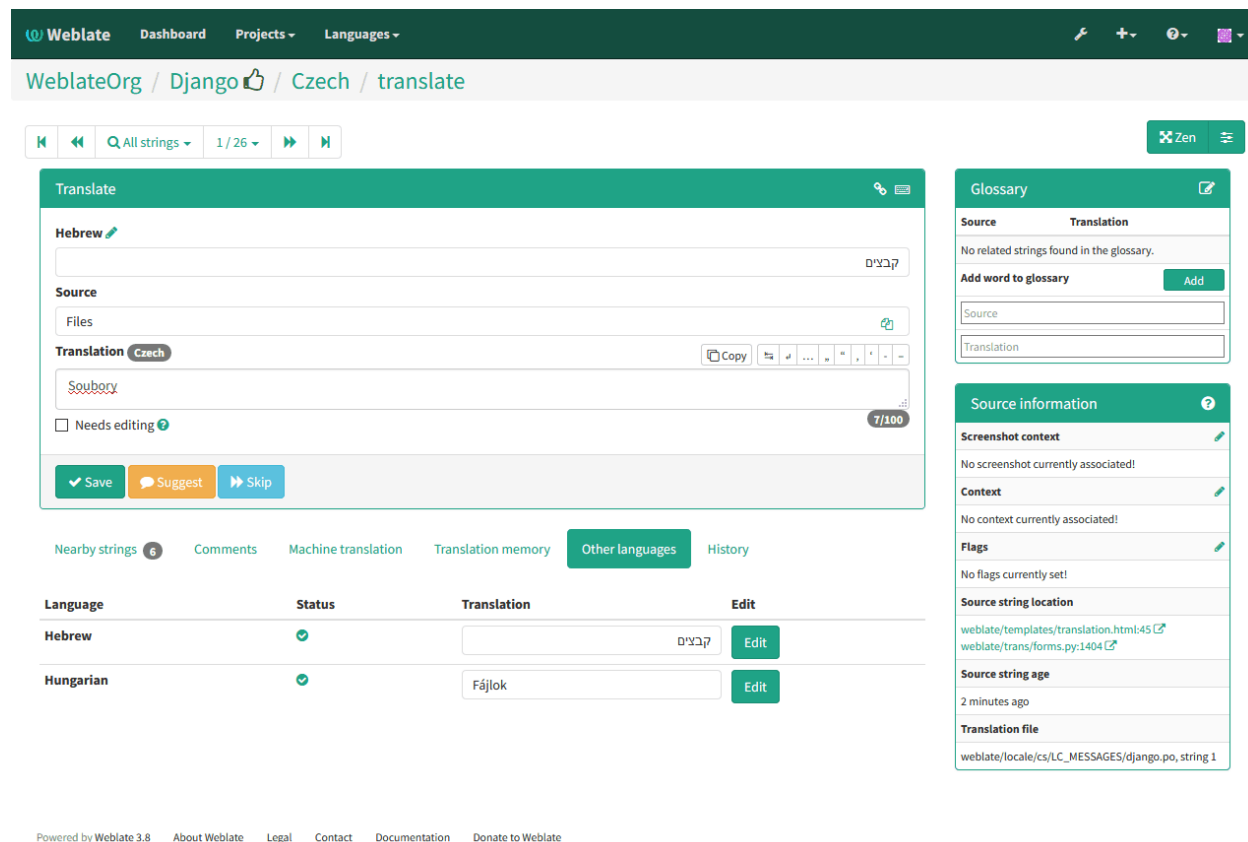 Weblate Dashboard Projects Languages
WeblateOrg / Django / Czech / translate
All strings 1 / 26 Zen
Translate
Hebrew
קבצים
Source
Files
Translation Czech Copy … „ “ ‚ ‘ - –
Soubory
7/100
Needs editing
Save Suggest Skip
Nearby strings 6 Comments Machine translation Translation memory Other languages History
Language Status Translation Edit
Hebrew קבצים Edit
Hungarian Fájlok Edit
Glossary
Source Translation
No related strings found in the glossary.
Add word to glossary Add
Source
Translation
Source information
Screenshot context
No screenshot currently associated!
Context
No context currently associated!
Flags
No flags currently set!
Source string location
weblate/templates/translation.html:45
weblate/trans/forms.py:1404
Source string age
2 minutes ago
Translation file
weblate/locale/cs/LC_MESSAGES/django.po, string 1
Powered by Weblate 3.8 About Weblate Legal Contact Documentation Donate to Weblate